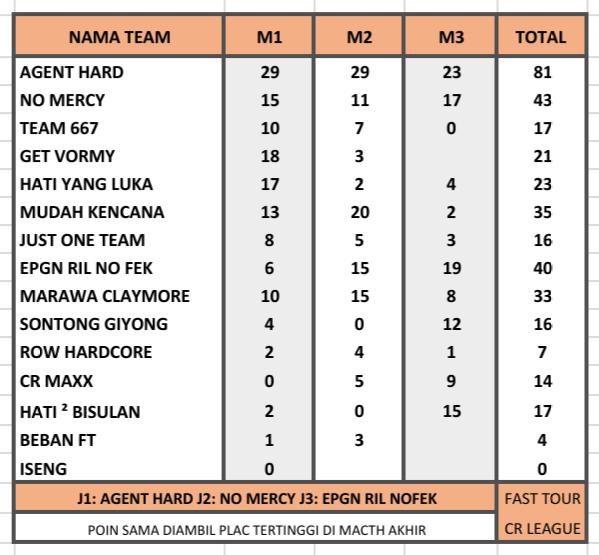 NAMA TEAM M1 M2 M3 TOTAL
AGENT HARD 29 29 23 81
NO MERCY 15 11 17 43
TEAM 667 10 7 0 17
GET VORMY 18 3 21
HATI YANG LUKA 17 2 4 23
MUDAH KENCANA 13 20 2 35
JUST ONE TEAM 8 5 3 16
EPGN RIL NO FEK 6 15 19 40
MARAWA CLAYMORE 10 15 8 33
SONTONG GIYONG 4 0 12 16
ROW HARDCORE 2 4 1 7
CR MAXX 0 5 9 14
HATI ² BISULAN 2 0 15 17
BEBAN FT 1 3 4
ISENG 0 0
J1: AGENT HARD J2: NO MERCY J3: EPGN RIL NOFEK FAST TOUR
POIN SAMA DIAMBIL PLAC TERTINGGI DI MACTH AKHIR CR LEAGUE